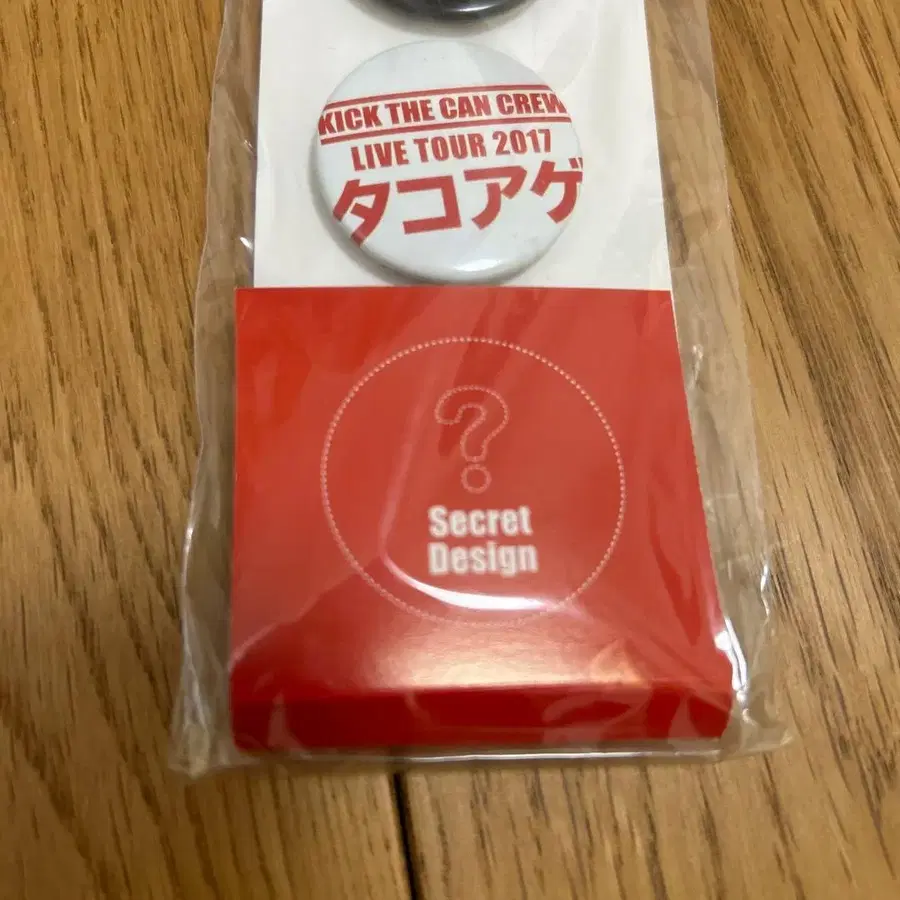 KICK THE CAN CREW
LIVE TOUR 2017
タコアゲ
?
Secret
Design